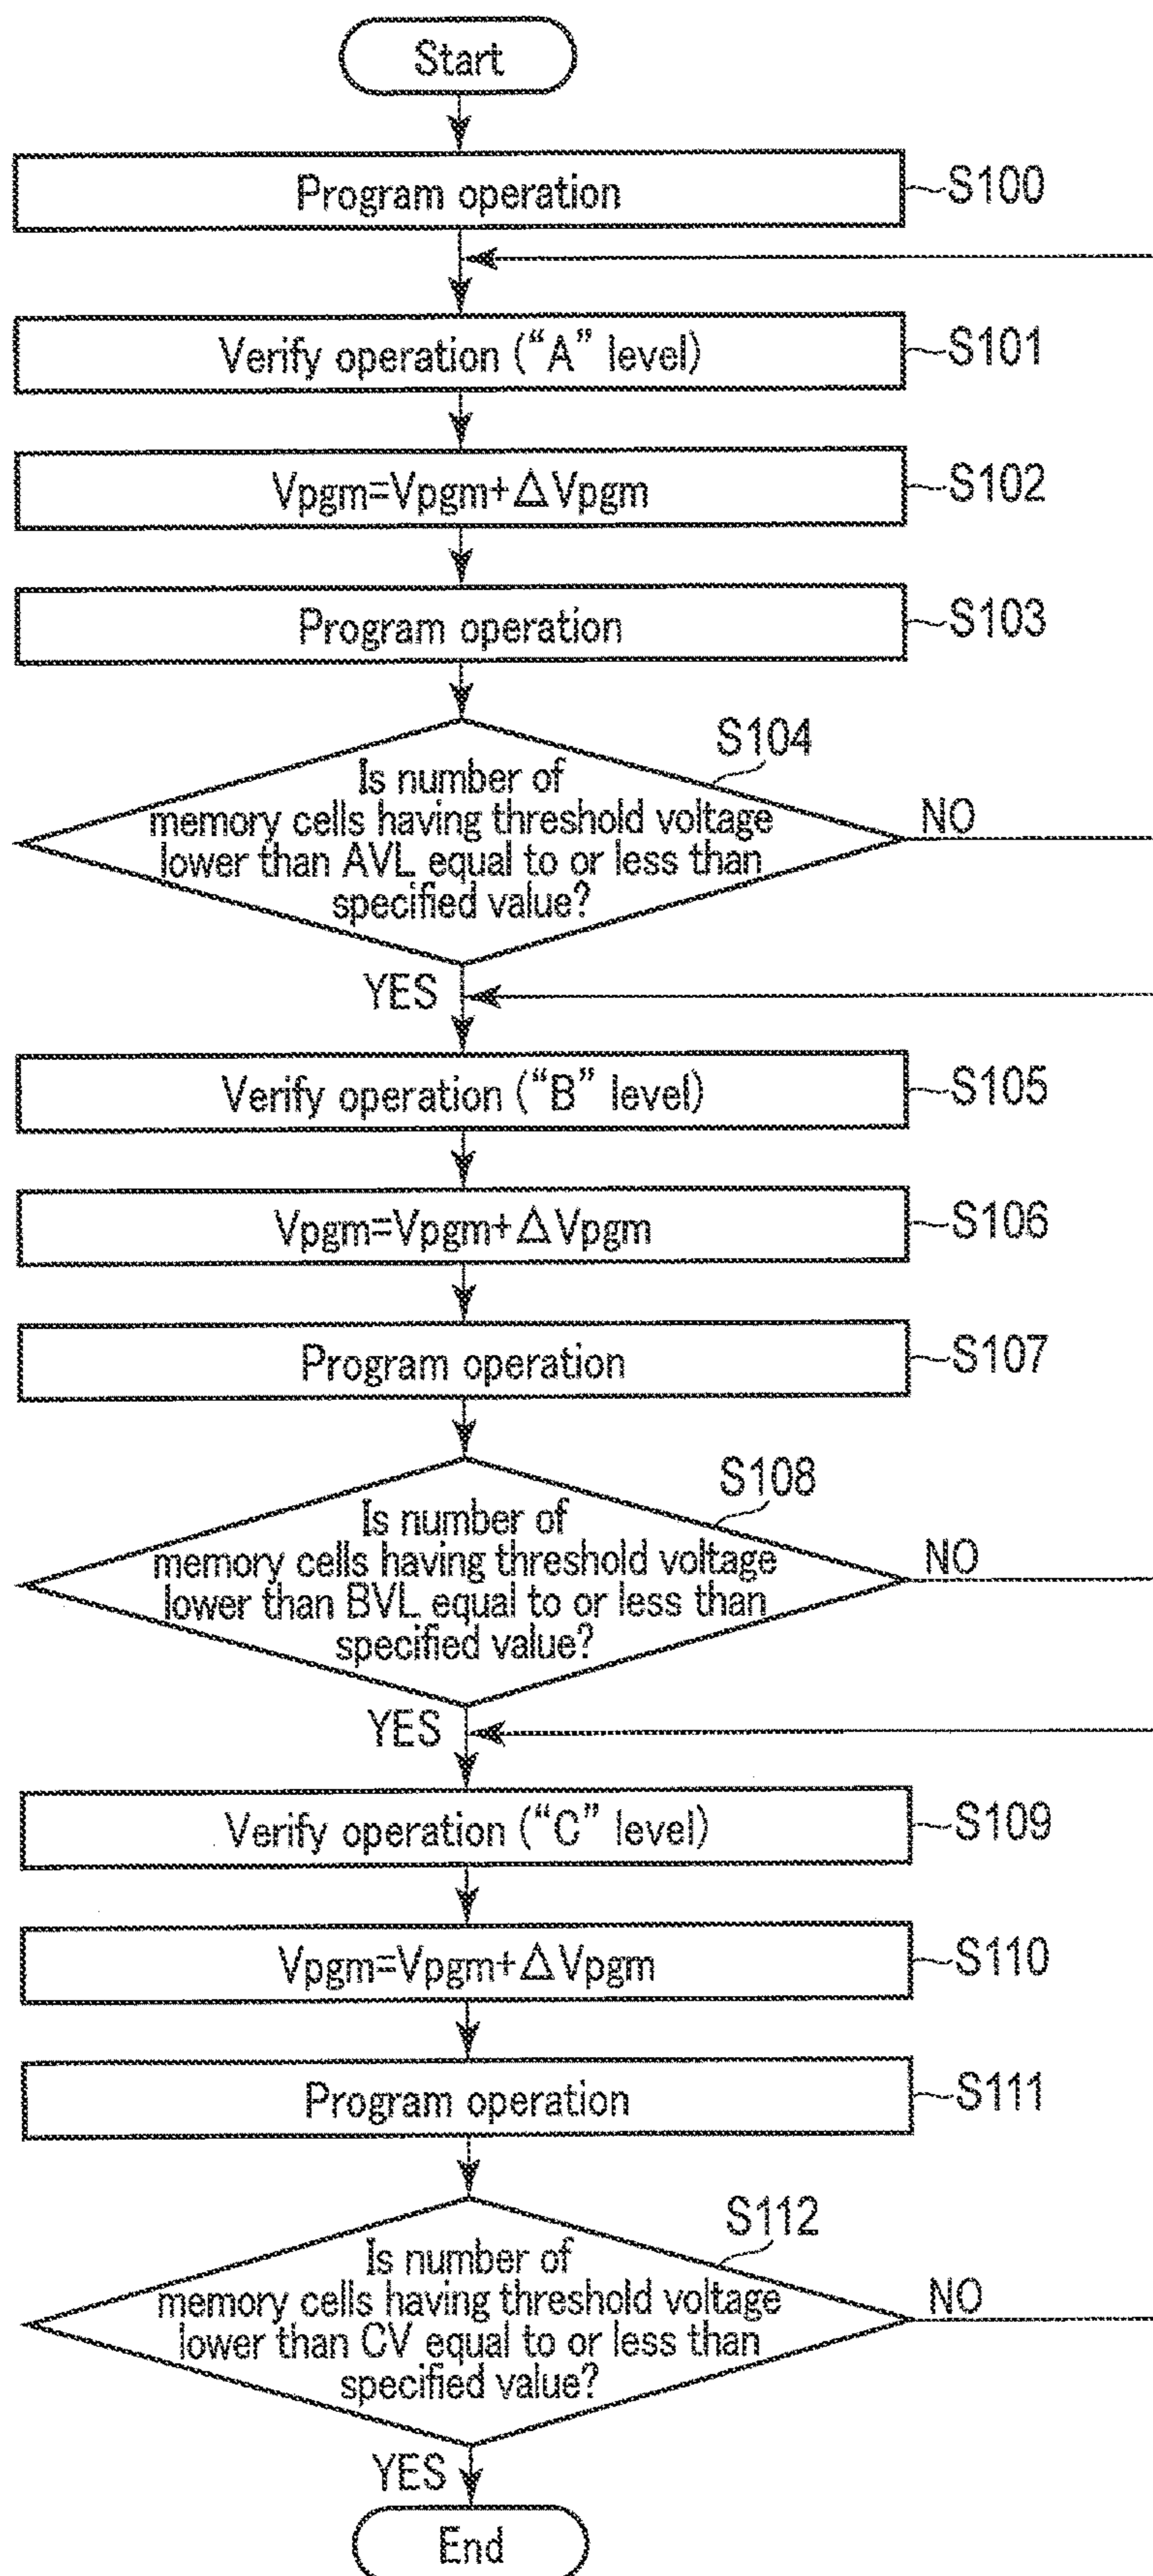 Start
Program operation
S100
Verify operation (“A” level)
S101
Vpgm=Vpgm+△Vpgm
S102
Program operation
S103
S104
Is number of
memory cells having threshold voltage
lower than AVL equal to or less than
specified value?
NO
YES
Verify operation (“B” level)
S105
Vpgm=Vpgm+△Vpgm
S106
Program operation
S107
S108
Is number of
memory cells having threshold voltage
lower than BVL equal to or less than
specified value?
NO
YES
Verify operation (“C” level)
S109
Vpgm=Vpgm+△Vpgm
S110
Program operation
S111
S112
Is number of
memory cells having threshold voltage
lower than CV equal to or less than
specified value?
NO
YES
End